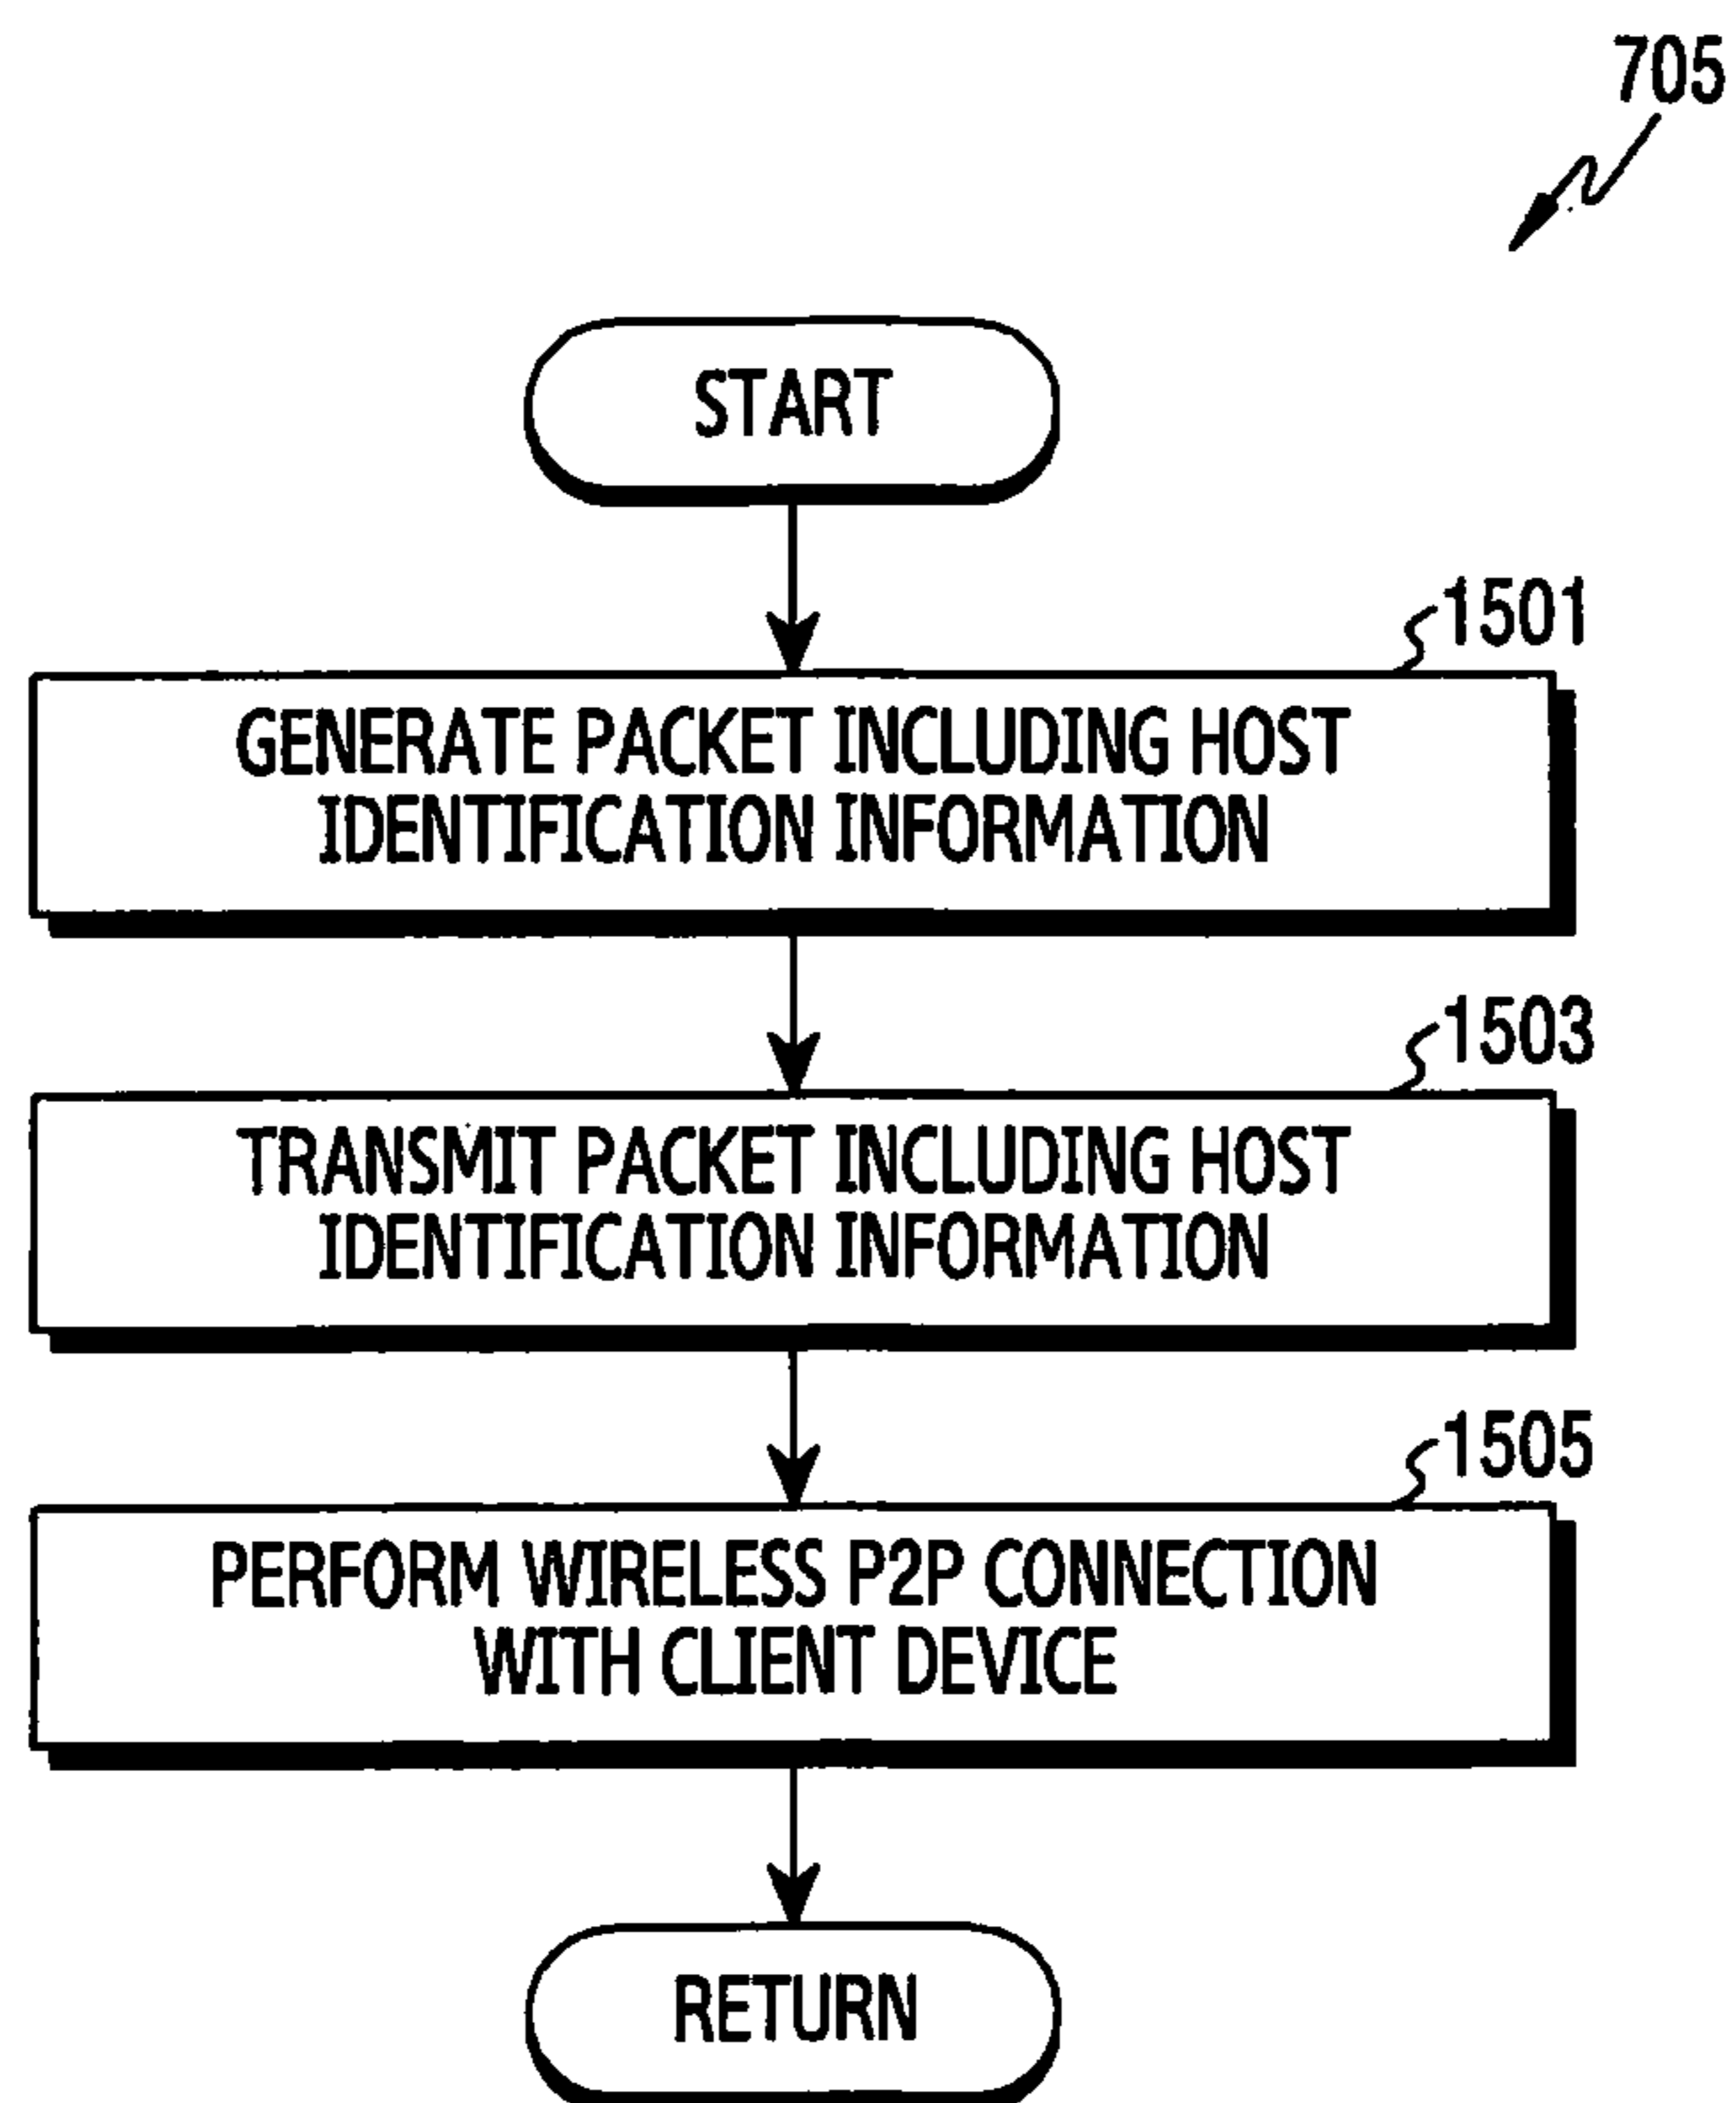 705
START
1501
GENERATE PACKET INCLUDING HOST
IDENTIFICATION INFORMATION
1503
TRANSMIT PACKET INCLUDING HOST
IDENTIFICATION INFORMATION
1505
PERFORM WIRELESS P2P CONNECTION
WITH CLIENT DEVICE
RETURN